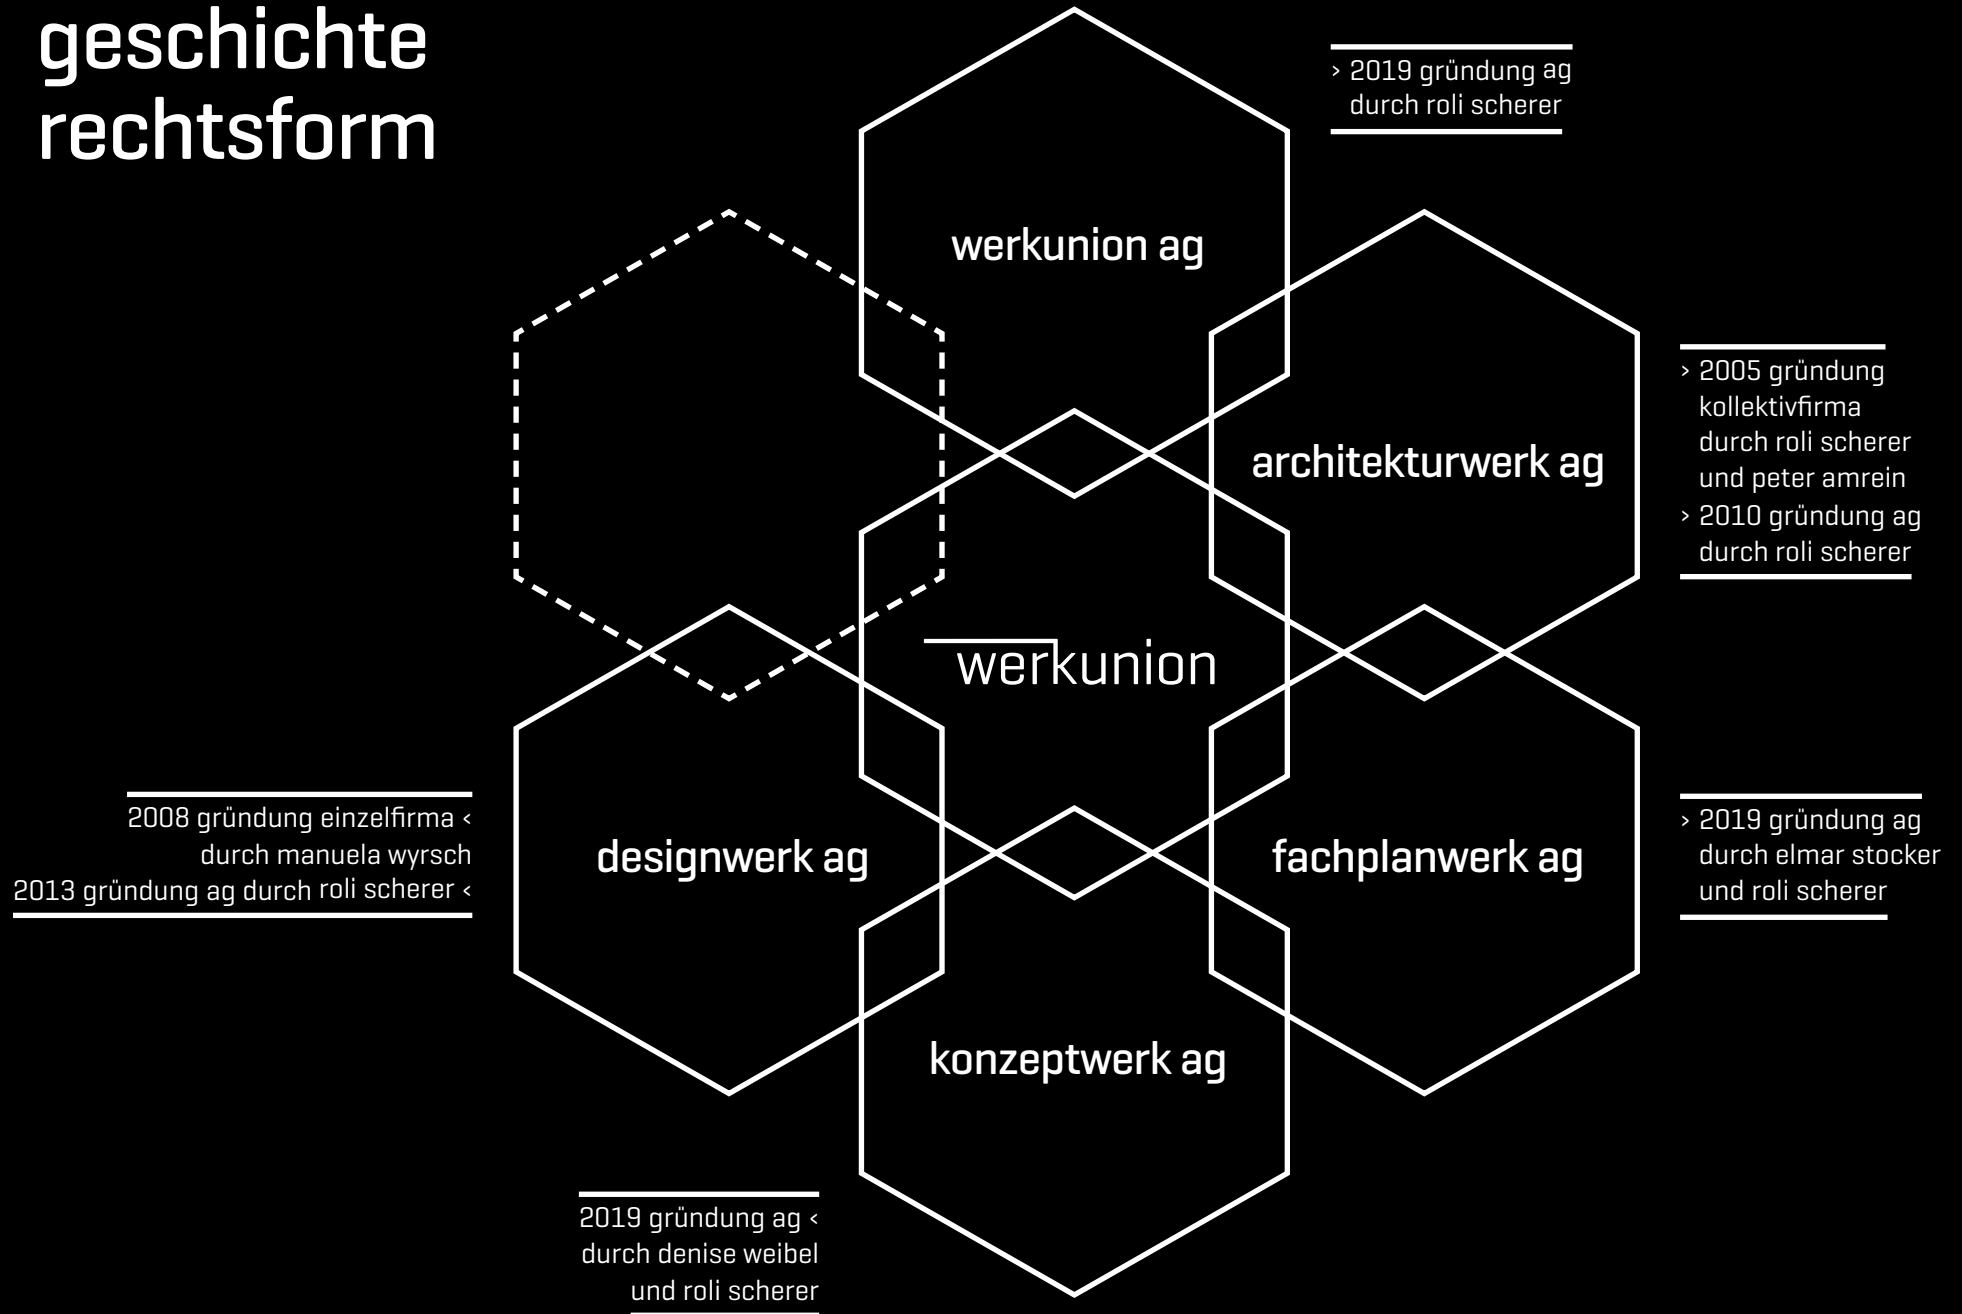 geschichte
rechtsform
> 2019 gründung ag
durch roli scherer
werkunion ag
architekturwerk ag
> 2005 gründung
kollektivfirma
durch roli scherer
und peter amrein
> 2010 gründung ag
durch roli scherer
werkunion
2008 gründung einzelfirma <
durch manuela wyrsch
2013 gründung ag durch roli scherer <
designwerk ag
fachplanwerk ag
> 2019 gründung ag
durch elmar stocker
und roli scherer
konzeptwerk ag
2019 gründung ag <
durch denise weibel
und roli scherer